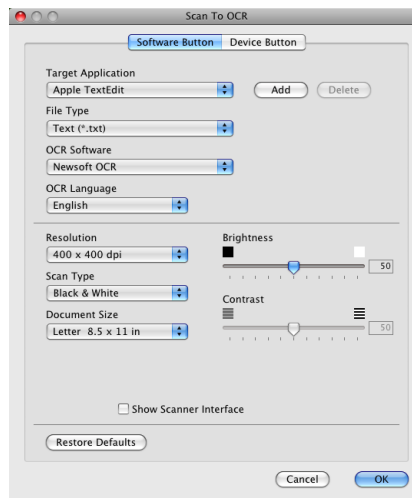 Scan To OCR
Software Button Device Button
Target Application
Apple TextEdit Add Delete
File Type
Text (*.txt)
OCR Software
Newsoft OCR
OCR Language
English
Resolution Brightness
400 x 400 dpi 50
Scan Type
Black & White Contrast
Document Size 50
Letter 8.5 x 11 in
Show Scanner Interface
Restore Defaults
Cancel OK